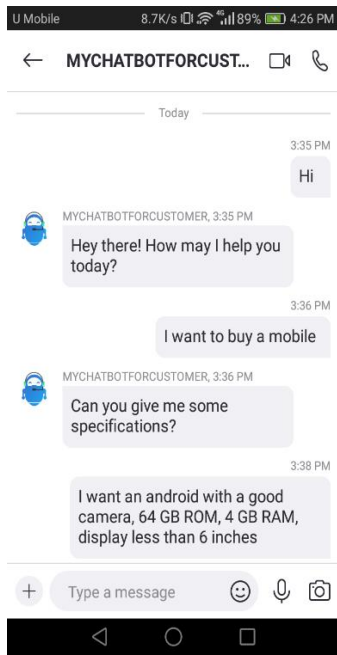 U Mobile 8.7K/s 4G 89% 4:26 PM
MYCHATBOTFORCUST...
Today
3:35 PM
Hi
MYCHATBOTFORCUSTOMER, 3:35 PM
Hey there! How may I help you
today?
3:36 PM
I want to buy a mobile
MYCHATBOTFORCUSTOMER, 3:36 PM
Can you give me some
specifications?
3:38 PM
I want an android with a good
camera, 64 GB ROM, 4 GB RAM,
display less than 6 inches
Type a message